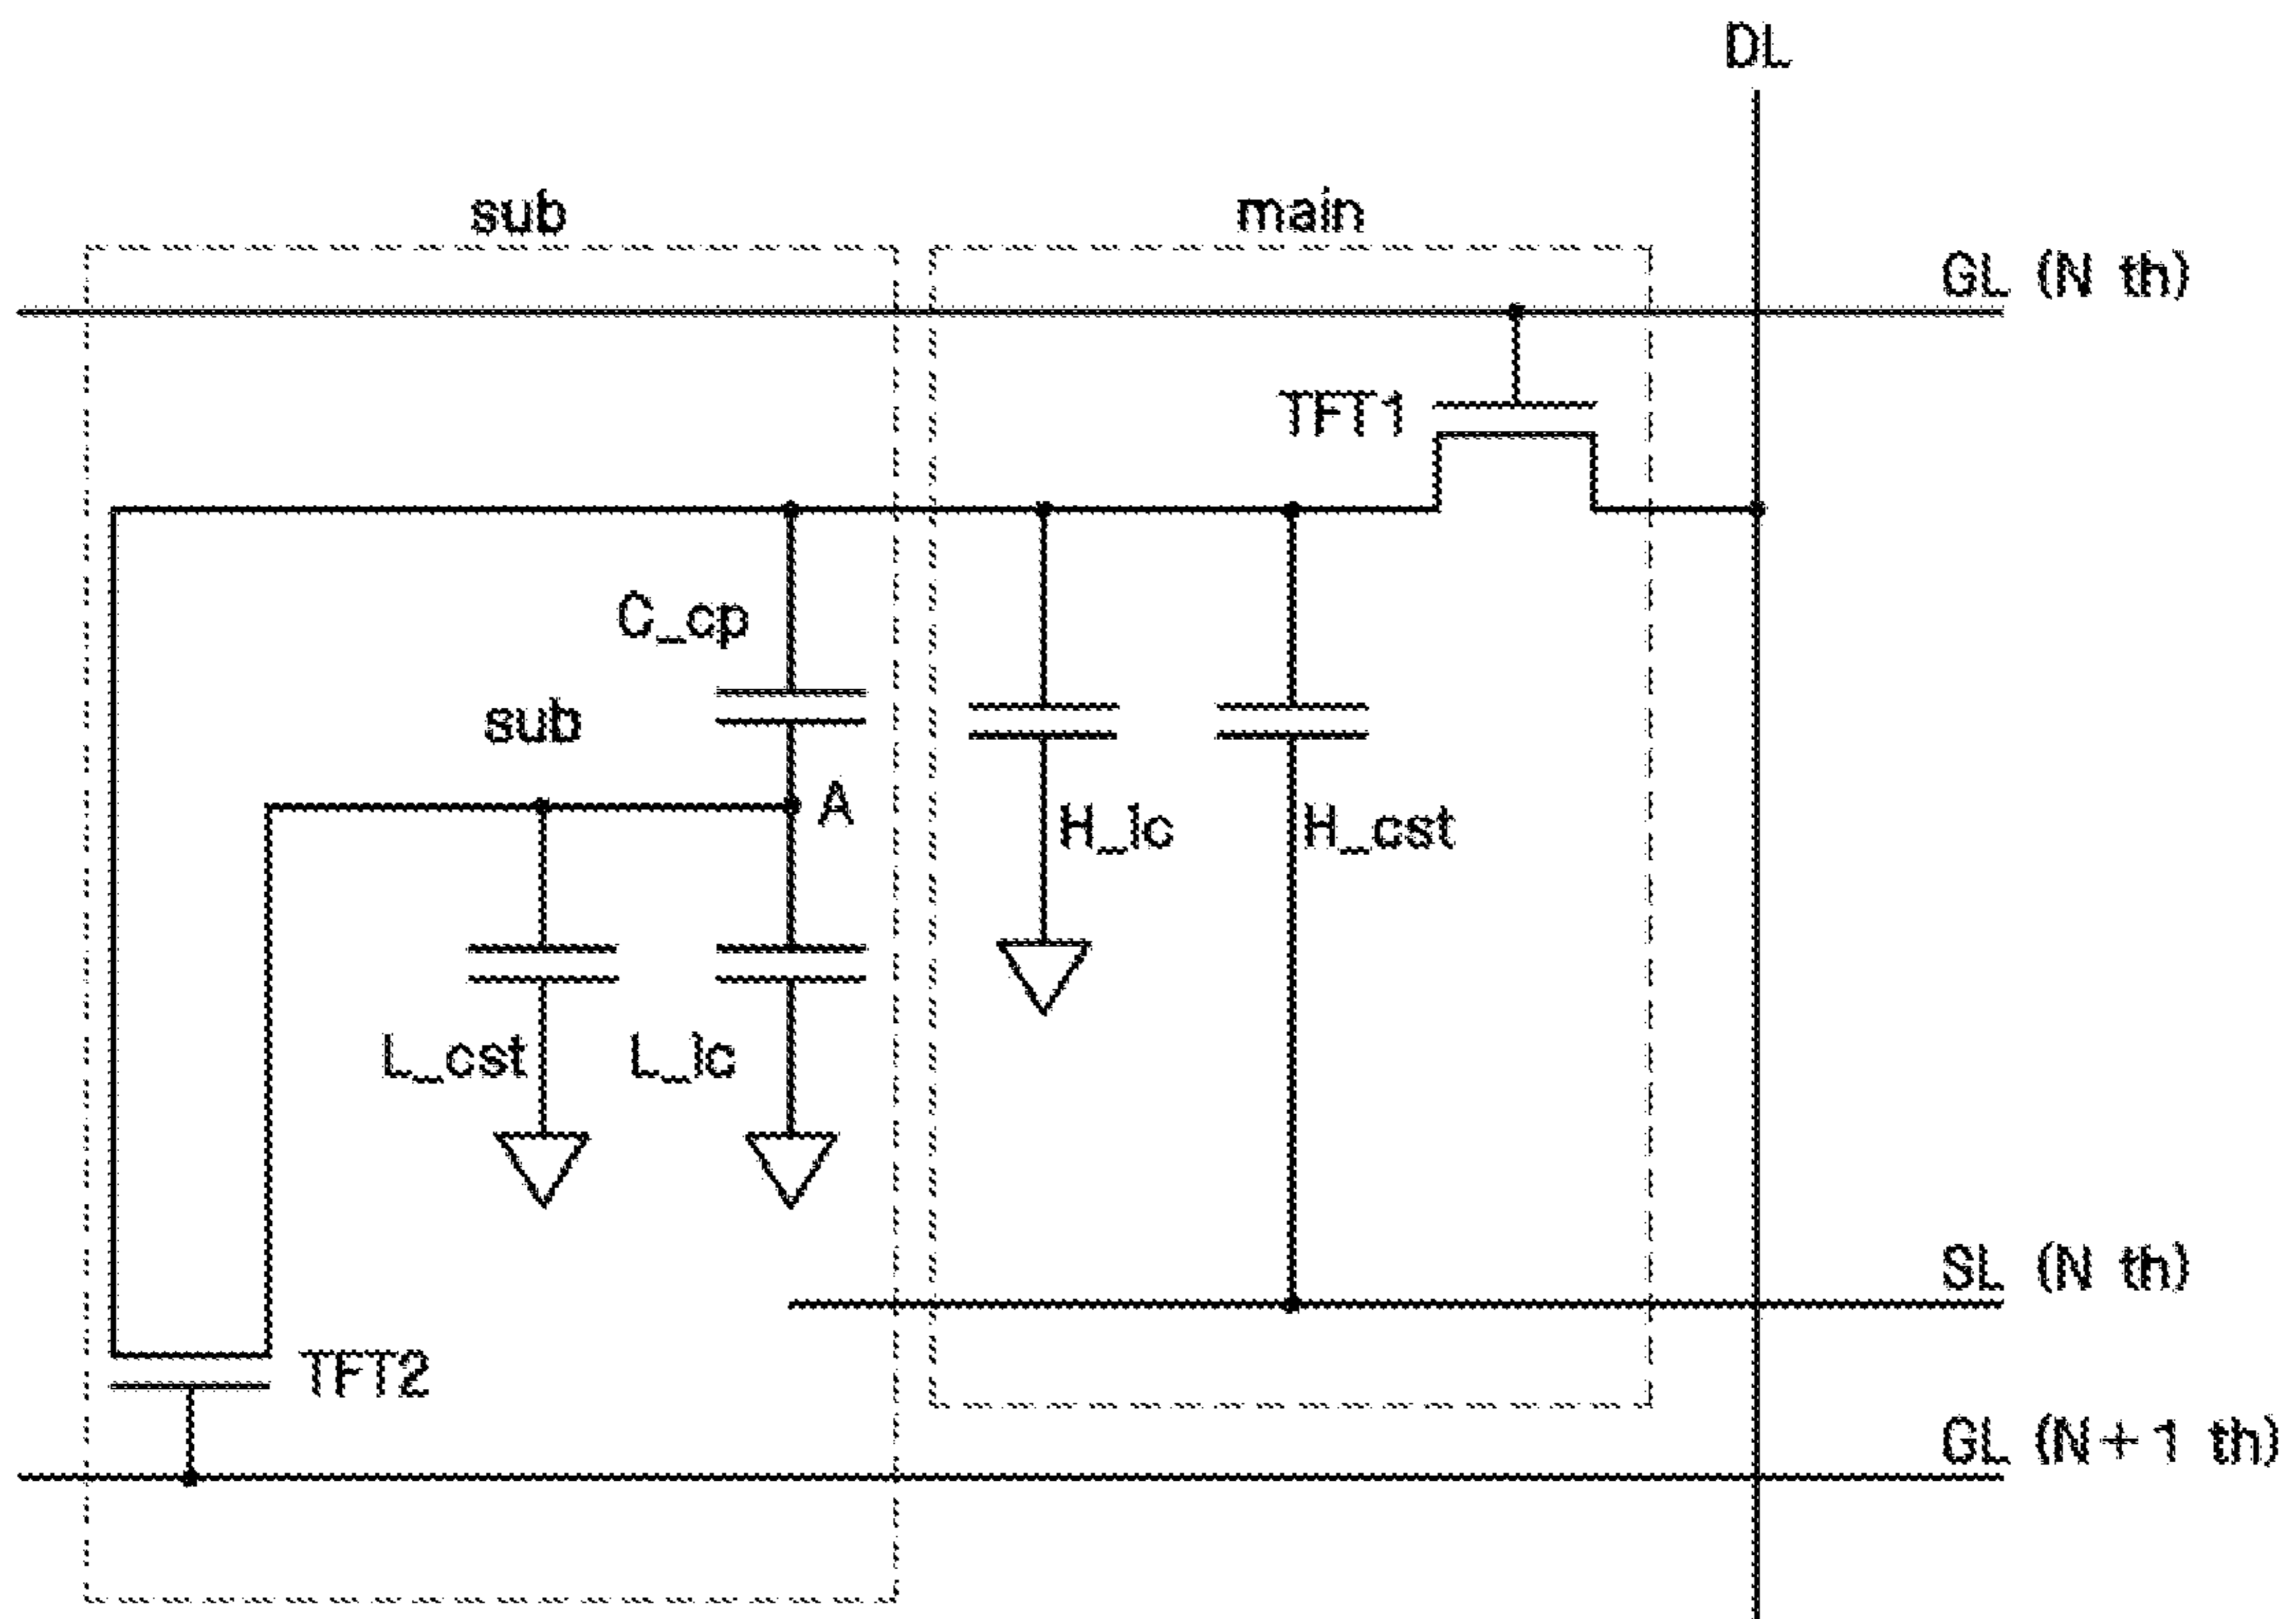 DL
sub
main
GL (N th)
TFT1
C_cp
sub
A
H_lc
H_cst
L_cst
L_lc
SL (N th)
TFT2
GL (N+1 th)